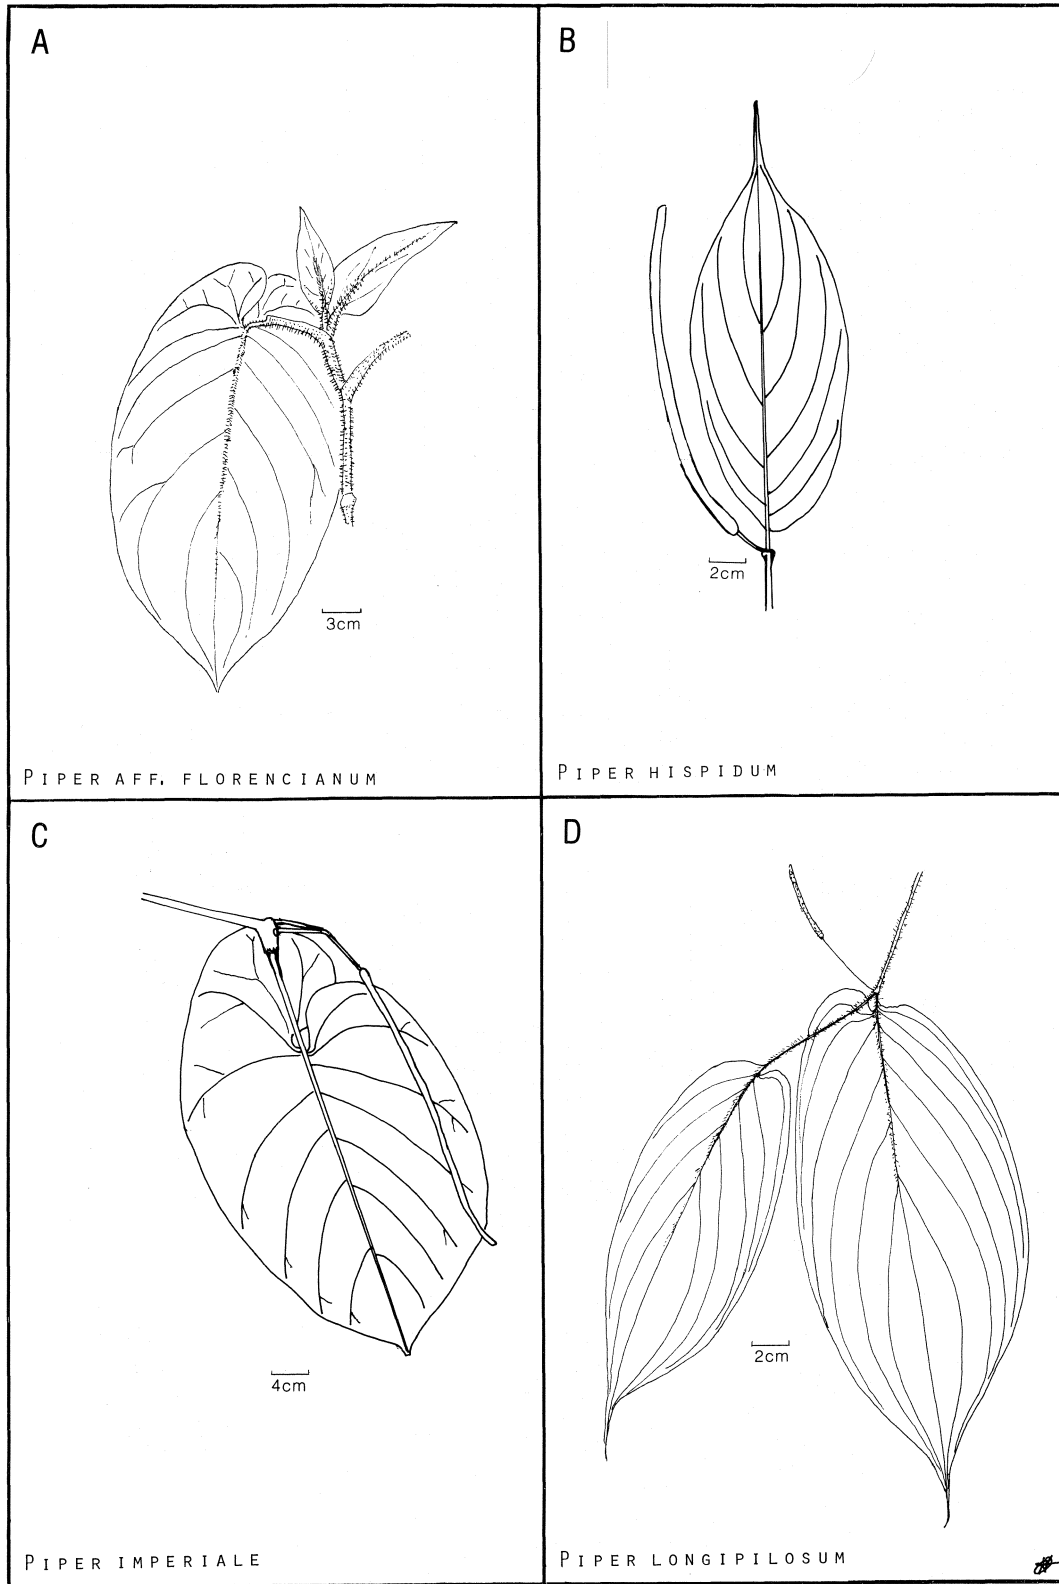 A
3cm
PIPER AFF. FLORENCIANUM
B
2cm
PIPER HISPIDUM
C
4cm
PIPER IMPERIALE
D
2cm
PIPER LONGIPILOSUM